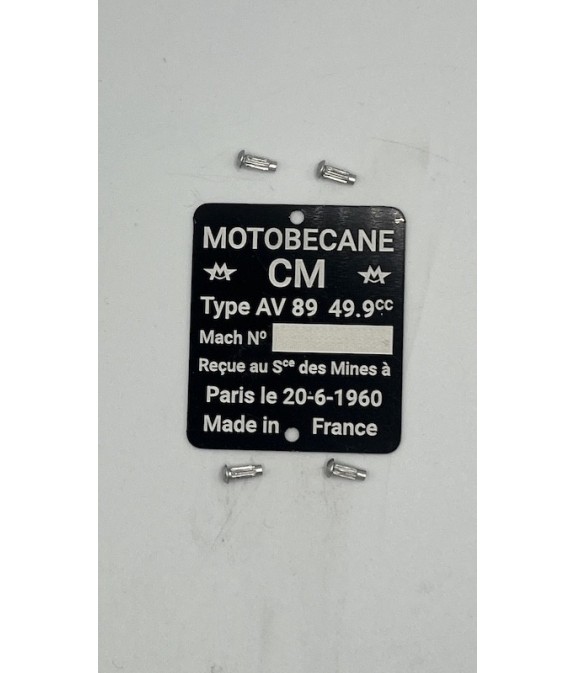 MOTOBECANE
CM
Type AV 89 49.9cc
Mach Nº
Reçue au Sce des Mines à
Paris le 20-6-1960
Made in France